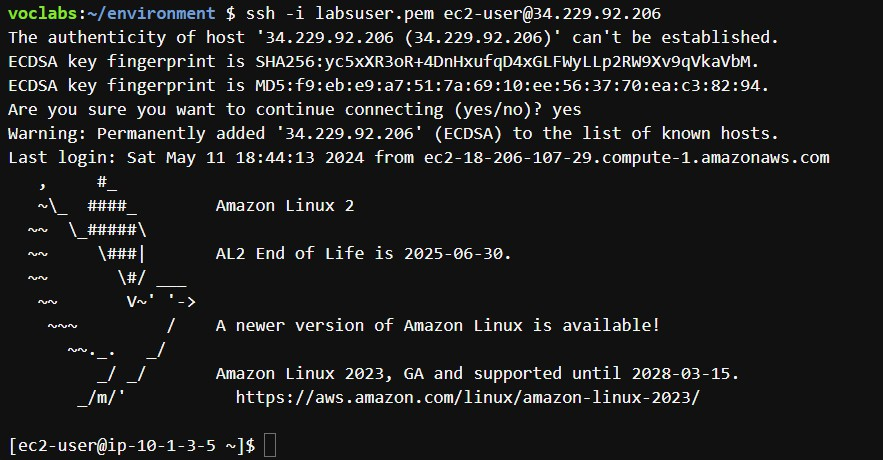 voclabs:~/environment $ ssh -i labsuser.pem ec2-user@34.229.92.206
The authenticity of host '34.229.92.206 (34.229.92.206)' can't be established.
ECDSA key fingerprint is SHA256:yc5xXR3oR+4DnHxufqD4xGLFWyLLp2RW9Xv9qVkaVbM.
ECDSA key fingerprint is MD5:f9:eb:e9:a7:51:7a:69:10:ee:56:37:70:ea:c3:82:94.
Are you sure you want to continue connecting (yes/no)? yes
Warning: Permanently added '34.229.92.206' (ECDSA) to the list of known hosts.
Last login: Sat May 11 18:44:13 2024 from ec2-18-206-107-29.compute-1.amazonaws.com
   ,     #_
   ~\_  ####_        Amazon Linux 2
  ~~  \_#####\
  ~~     \###|       AL2 End of Life is 2025-06-30.
  ~~       \#/ ___
   ~~       V~' '->
    ~~~         /    A newer version of Amazon Linux is available!
      ~~._.   _/
         _/ _/       Amazon Linux 2023, GA and supported until 2028-03-15.
       _/m/'           https://aws.amazon.com/linux/amazon-linux-2023/
[ec2-user@ip-10-1-3-5 ~]$